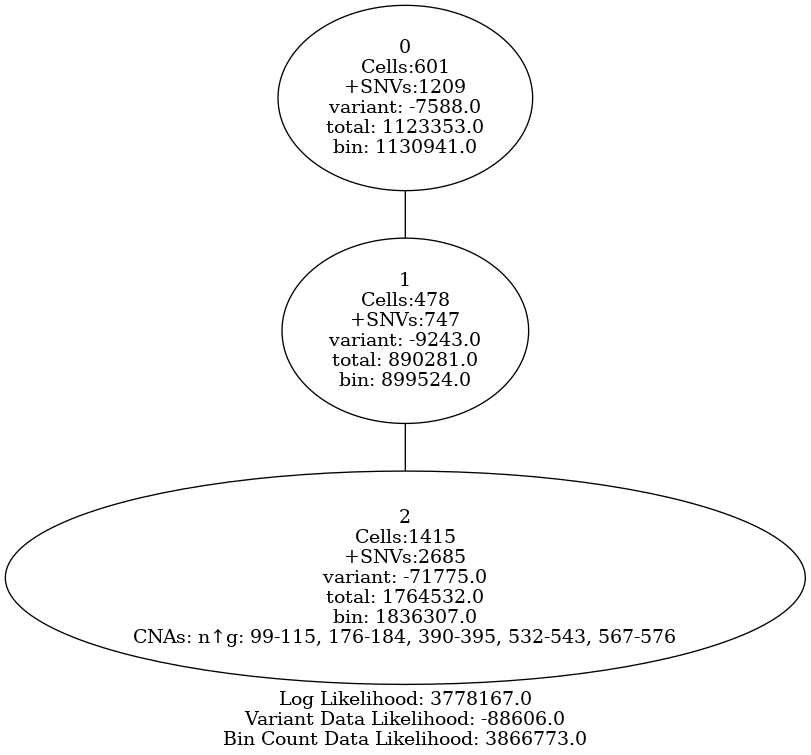 0
Cells:601
+SNVs:1209
variant: -7588.0
total: 1123353.0
bin: 1130941.0
1
Cells:478
+SNVs:747
variant: -9243.0
total: 890281.0
bin: 899524.0
2
Cells:1415
+SNVs:2685
variant: -71775.0
total: 1764532.0
bin: 1836307.0
CNAs: n↑g: 99-115, 176-184, 390-395, 532-543, 567-576
Log Likelihood: 3778167.0
Variant Data Likelihood: -88606.0
Bin Count Data Likelihood: 3866773.0